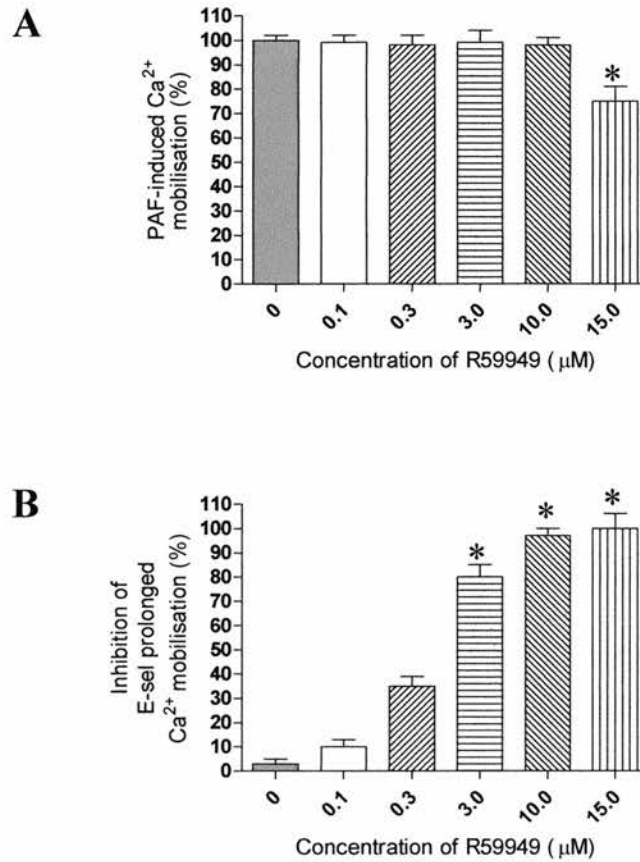 A
PAF-induced Ca²⁺
mobilisation (%)
110
100
90
80
70
60
50
40
30
20
10
0
*
0 0.1 0.3 3.0 10.0 15.0
Concentration of R59949 ( µM)
B
Inhibition of
E-sel prolonged
Ca²⁺ mobilisation (%)
110
100
90
80
70
60
50
40
30
20
10
0
* * *
0 0.1 0.3 3.0 10.0 15.0
Concentration of R59949 ( µM)